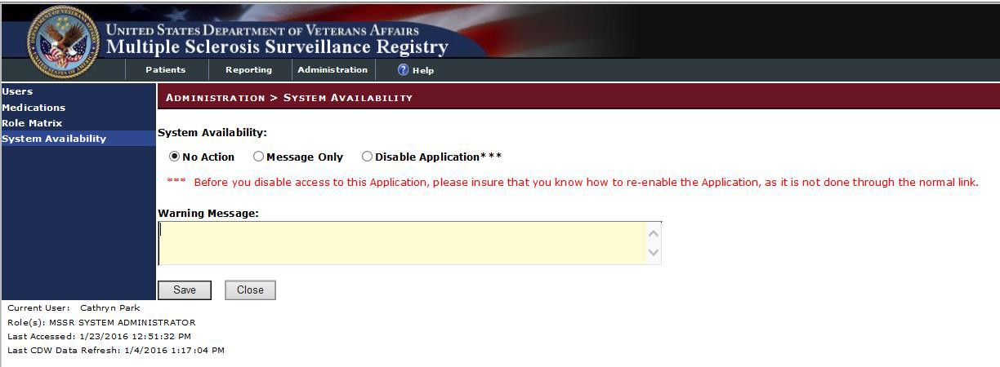 UNITED STATES DEPARTMENT OF VETERANS AFFAIRS
Multiple Sclerosis Surveillance Registry
Patients Reporting Administration ? Help
Users
Medications
Role Matrix
System Availability
ADMINISTRATION > SYSTEM AVAILABILITY
System Availability:
No Action Message Only Disable Application***
*** Before you disable access to this Application, please insure that you know how to re-enable the Application, as it is not done through the normal link.
Warning Message:
Save Close
Current User: Cathryn Park
Role(s): MSSR SYSTEM ADMINISTRATOR
Last Accessed: 1/23/2016 12:51:32 PM
Last CDW Data Refresh: 1/4/2016 1:17:04 PM